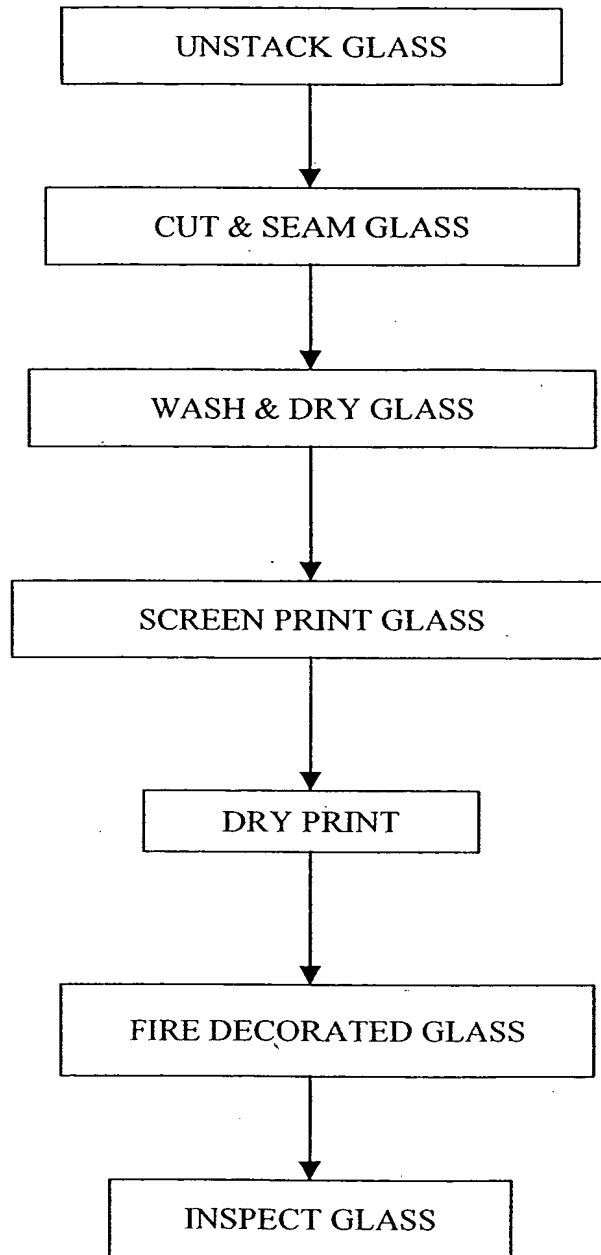 UNSTACK GLASS
CUT & SEAM GLASS
WASH & DRY GLASS
SCREEN PRINT GLASS
DRY PRINT
FIRE DECORATED GLASS
INSPECT GLASS